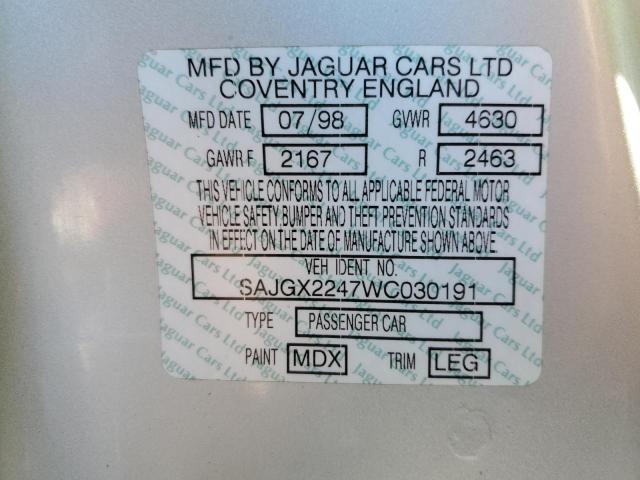 MFD BY JAGUAR CARS LTD
COVENTRY ENGLAND
MFD DATE 07/98 GVWR 4630
GAWR F 2167 R 2463
THIS VEHICLE CONFORMS TO ALL APPLICABLE FEDERAL MOTOR
VEHICLE SAFETY BUMPER AND THEFT PREVENTION STANDARDS
IN EFFECT ON THE DATE OF MANUFACTURE SHOWN ABOVE
VEH IDENT NO.
SAJGX2247WC030191
TYPE PASSENGER CAR
PAINT MDX TRIM LEG